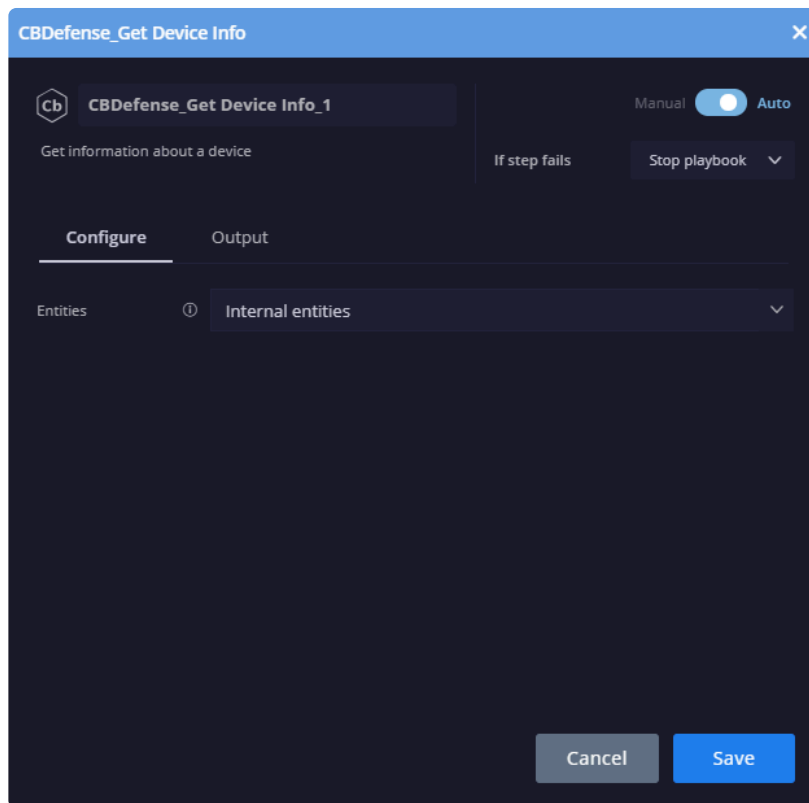 CBDefense_Get Device Info
Cb
CBDefense_Get Device Info_1
Manual
Auto
Get information about a device
If step fails
Stop playbook
Configure
Output
Entities
Internal entities
Cancel
Save